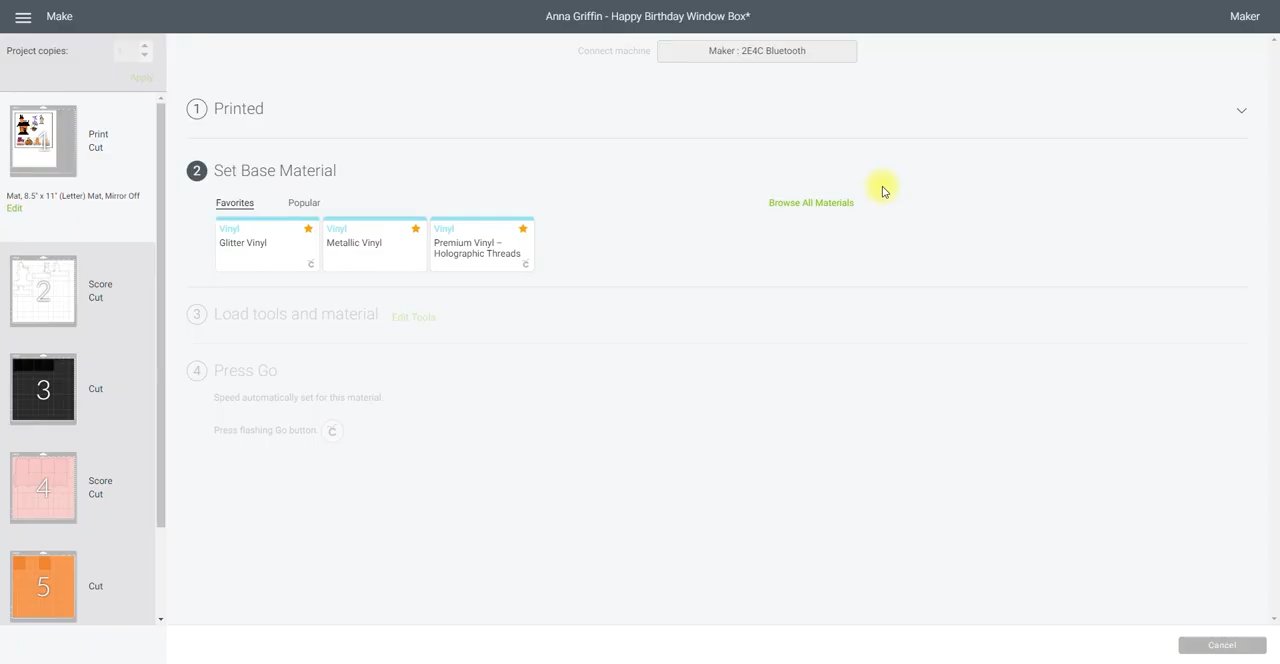 Make
Anna Griffin - Happy Birthday Window Box*
Maker
Project copies:
Apply
Connect machine
Maker : 2E4C Bluetooth
1
Print
Cut
Mat, 8.5" x 11" (Letter) Mat, Mirror Off
Edit
2
Score
Cut
3
Cut
4
Score
Cut
5
Cut
1 Printed
2 Set Base Material
Favorites
Popular
Browse All Materials
Vinyl
Glitter Vinyl
Vinyl
Metallic Vinyl
Vinyl
Premium Vinyl –
Holographic Threads
3 Load tools and material Edit Tools
4 Press Go
Speed automatically set for this material.
Press flashing Go button.
Cancel